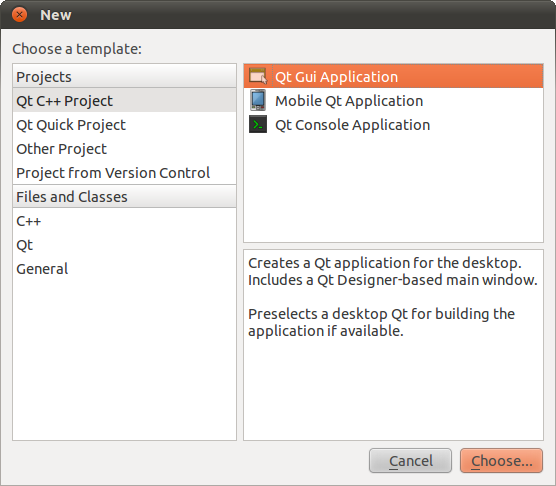 New
Choose a template:
Projects
Qt C++ Project
Qt Quick Project
Other Project
Project from Version Control
Files and Classes
C++
Qt
General
Qt Gui Application
Mobile Qt Application
Qt Console Application
Creates a Qt application for the desktop.
Includes a Qt Designer-based main window.
Preselects a desktop Qt for building the
application if available.
Cancel
Choose...